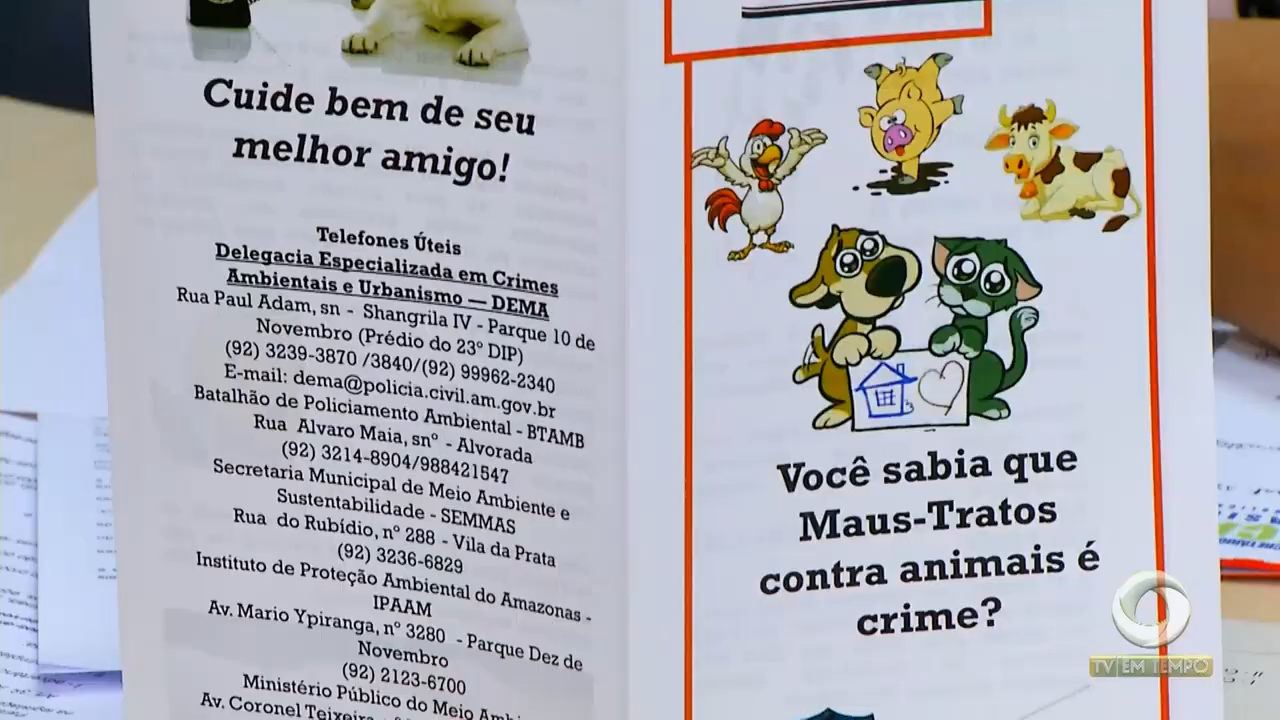 Cuide bem de seu
melhor amigo!
Telefones Úteis
Delegacia Especializada em Crimes
Ambientais e Urbanismo — DEMA
Rua Paul Adam, sn - Shangrila IV - Parque 10 de
Novembro (Prédio do 23º DIP)
(92) 3239-3870 /3840/(92) 99962-2340
E-mail: dema@policia.civil.am.gov.br
Batalhão de Policiamento Ambiental - BTAMB
Rua Alvaro Maia, snº - Alvorada
(92) 3214-8904/988421547
Secretaria Municipal de Meio Ambiente e
Sustentabilidade - SEMMAS
Rua do Rubídio, nº 288 - Vila da Prata
(92) 3236-6829
Instituto de Proteção Ambiental do Amazonas -
IPAAM
Av. Mario Ypiranga, nº 3280 - Parque Dez de
Novembro
(92) 2123-6700
Ministério Público do Meio
Av. Coronel Teixeira
Você sabia que
Maus-Tratos
contra animais é
crime?
TV EM TEMPO